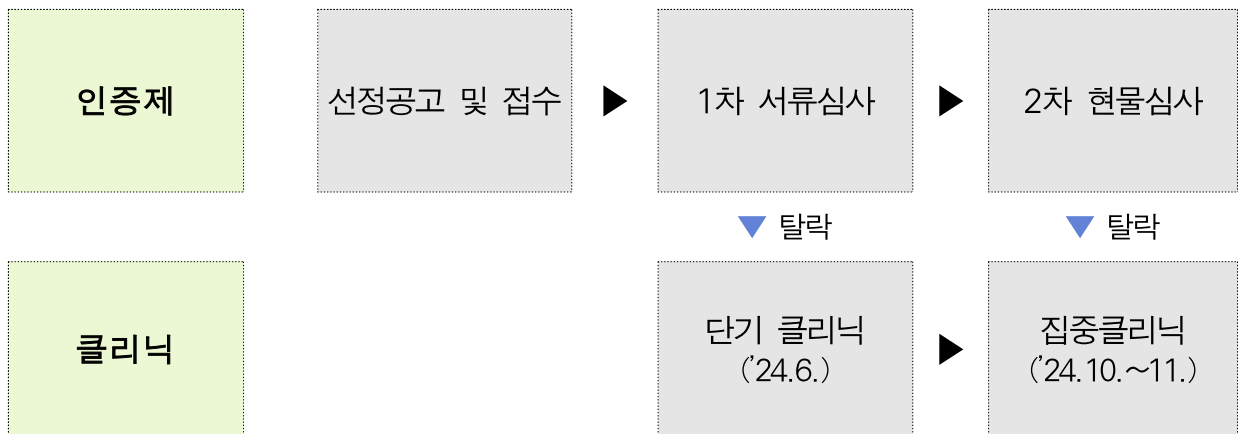 인증제
선정공고 및 접수
1차 서류심사
2차 현물심사
탈락
탈락
클리닉
단기 클리닉
('24.6.)
집중클리닉
('24.10.~11.)